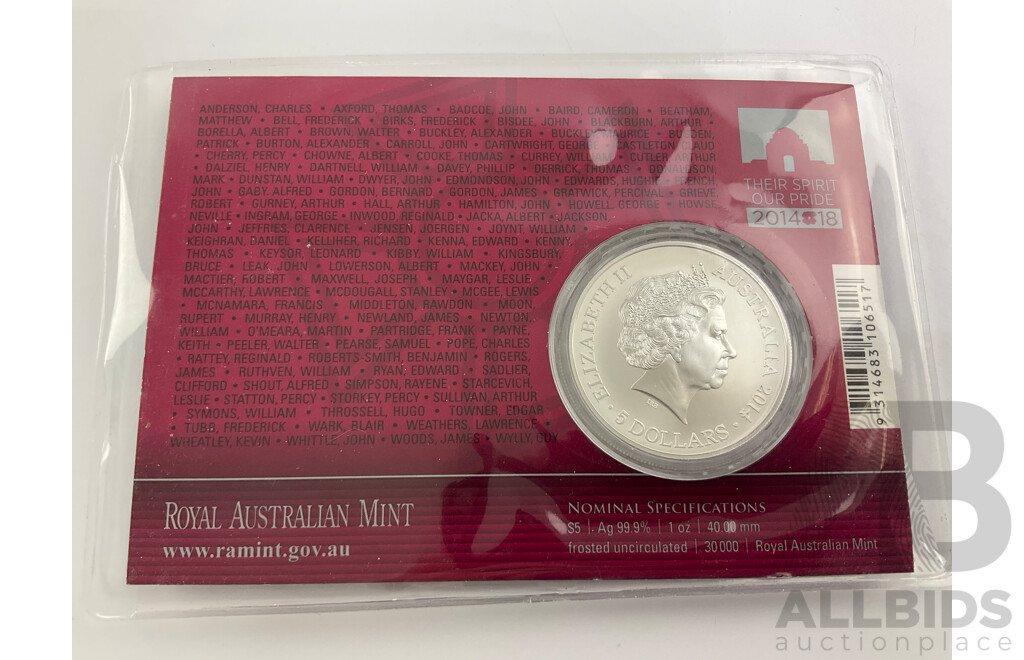 ANDERSON, CHARLES • AXFORD, THOMAS • BADCOE, JOHN • BAIRD, CAMERON • BEATHAM,
MATTHEW • BELL, FREDERICK • BIRKS, FREDERICK • BISDEE, JOHN • BLACKBURN, ARTHUR •
BORELLA, ALBERT • BROWN, WALTER • BUCKLEY, ALEXANDER • BUCKLEY, MAURICE • BUGDEN,
PATRICK • BURTON, ALEXANDER • CARROLL, JOHN • CARTWRIGHT, GEORGE • CASTLETON, CLAUD
• CHERRY, PERCY • CHOWNE, ALBERT • COOKE, THOMAS • CURREY, WILLIAM • CUTLER, ARTHUR
• DALZIEL, HENRY • DARTNELL, WILLIAM • DAVEY, PHILLIP • DERRICK, THOMAS • DONALDSON,
MARK • DUNSTAN, WILLIAM • DWYER, JOHN • EDMONDSON, JOHN • EDWARDS, HUGHIE • FRENCH,
JOHN • GABY, ALFRED • GORDON, BERNARD • GORDON, JAMES • GRATWICK, PERCIVAL • GRIEVE,
ROBERT • GURNEY, ARTHUR • HALL, ARTHUR • HAMILTON, JOHN • HOWELL, GEORGE • HOWSE,
NEVILLE • INGRAM, GEORGE • INWOOD, REGINALD • JACKA, ALBERT • JACKSON,
JOHN • JEFFRIES, CLARENCE • JENSEN, JOERGEN • JOYNT, WILLIAM •
KEIGHRAN, DANIEL • KELLIHER, RICHARD • KENNA, EDWARD • KENNY,
THOMAS • KEYSOR, LEONARD • KIBBY, WILLIAM • KINGSBURY,
BRUCE • LEAK, JOHN • LOWERSON, ALBERT • MACKEY, JOHN •
MACTIER, ROBERT • MAXWELL, JOSEPH • MAYGAR, LESLIE •
MCCARTHY, LAWRENCE • MCDOUGALL, STANLEY • MCGEE, LEWIS
• MCNAMARA, FRANCIS • MIDDLETON, RAWDON • MOON,
RUPERT • MURRAY, HENRY • NEWLAND, JAMES • NEWTON,
WILLIAM • O'MEARA, MARTIN • PARTRIDGE, FRANK • PAYNE,
KEITH • PEELER, WALTER • PEARSE, SAMUEL • POPE, CHARLES
• RATTEY, REGINALD • ROBERTS-SMITH, BENJAMIN • ROGERS,
JAMES • RUTHVEN, WILLIAM • RYAN, EDWARD • SADLIER,
CLIFFORD • SHOUT, ALFRED • SIMPSON, RAYENE • STARCEVICH,
LESLIE • STATTON, PERCY • STORKEY, PERCY • SULLIVAN, ARTHUR
• SYMONS, WILLIAM • THROSSELL, HUGO • TOWNER, EDGAR
• TUBB, FREDERICK • WARK, BLAIR • WEATHERS, LAWRENCE •
WHEATLEY, KEVIN • WHITTLE, JOHN • WOODS, JAMES • WYLLY, GUY
THEIR SPIRIT
OUR PRIDE
2014 18
ELIZABETH II AUSTRALIA 2014
• 5 DOLLARS •
9 314683 106517
ROYAL AUSTRALIAN MINT
www.ramint.gov.au
NOMINAL SPECIFICATIONS
$5 | Ag 99.9% | 1 oz | 40.00 mm
frosted uncirculated | 30 000 | Royal Australian Mint
B
ALLBIDS
auctionplace